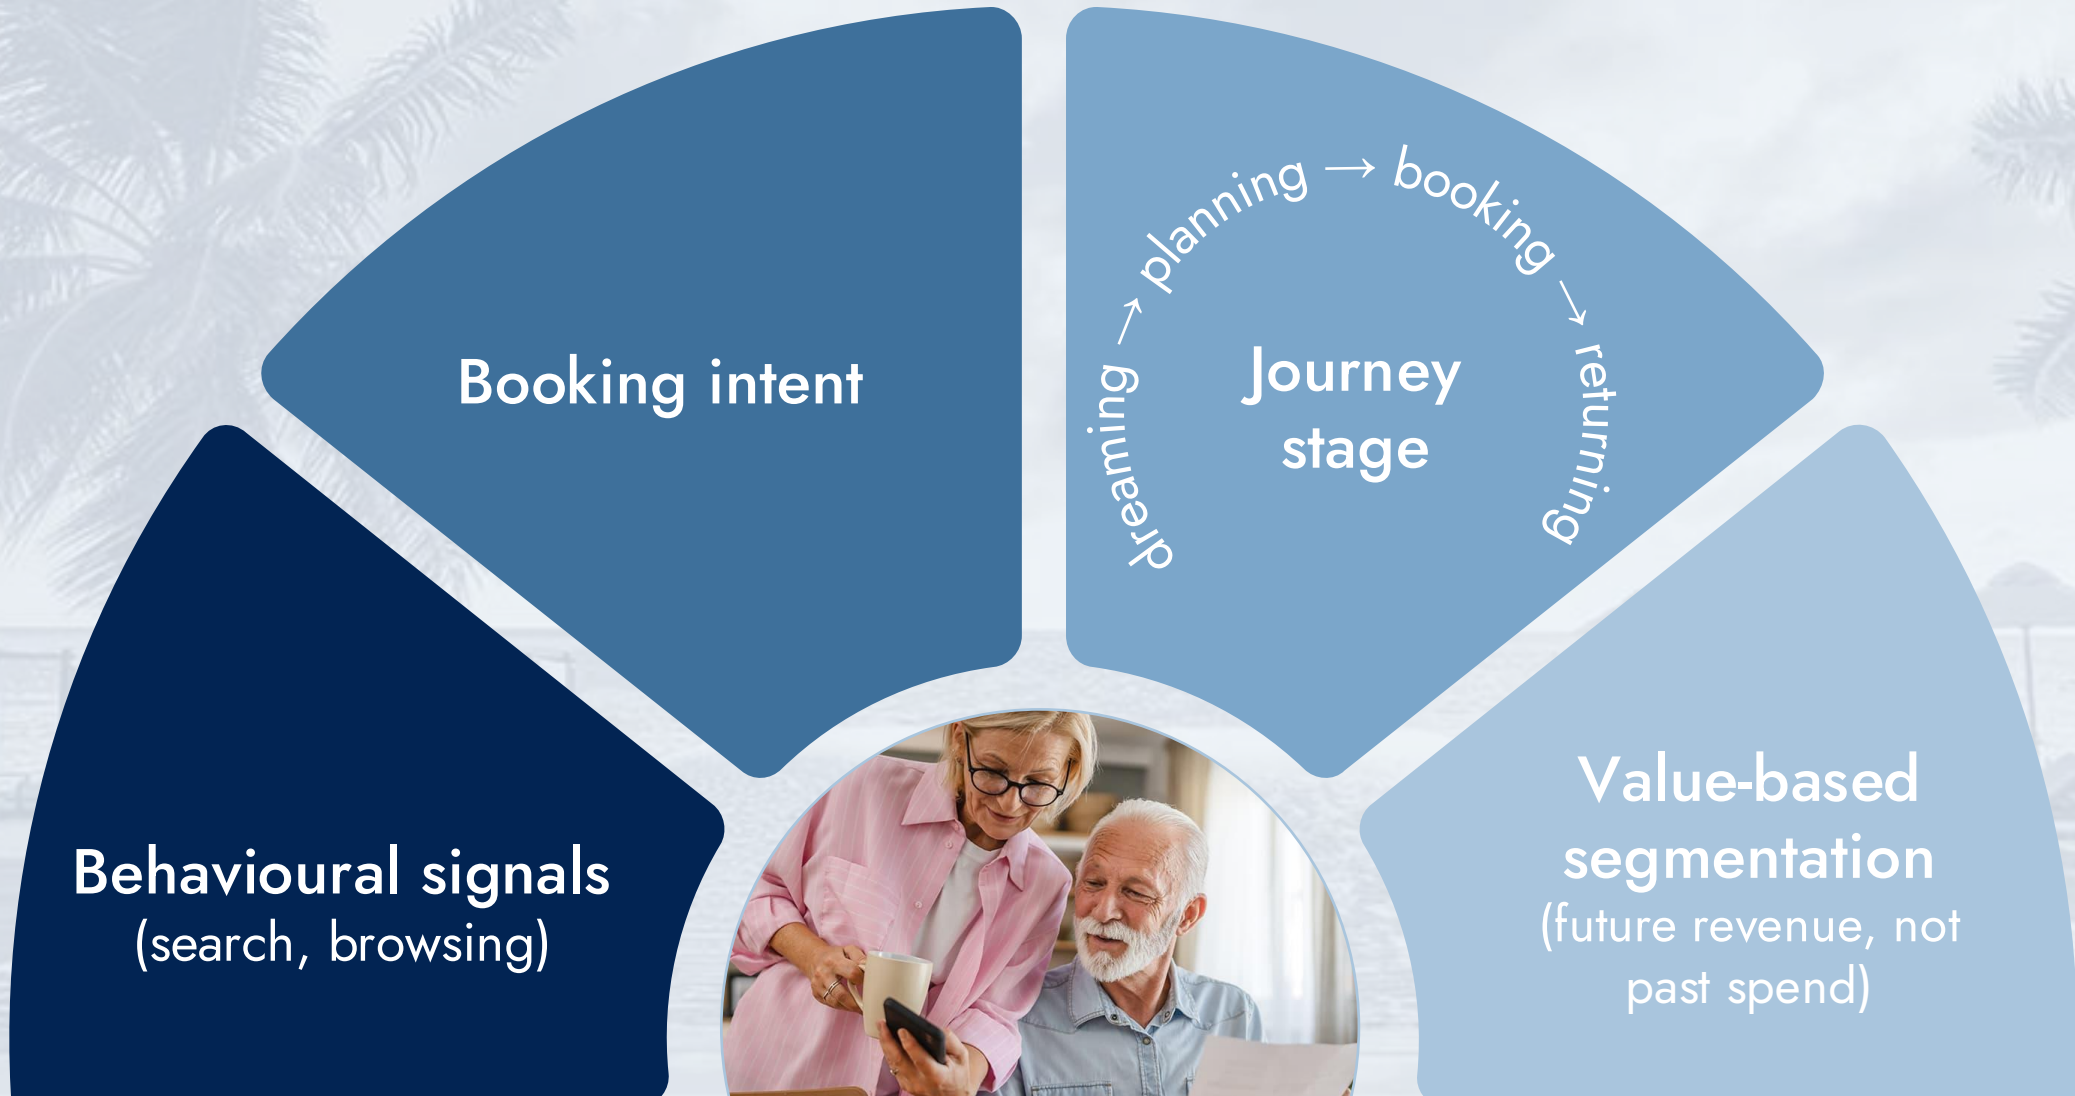 Booking intent
dreaming → planning → booking → returning
Journey
stage
Behavioural signals
(search, browsing)
Value-based
segmentation
(future revenue, not
past spend)